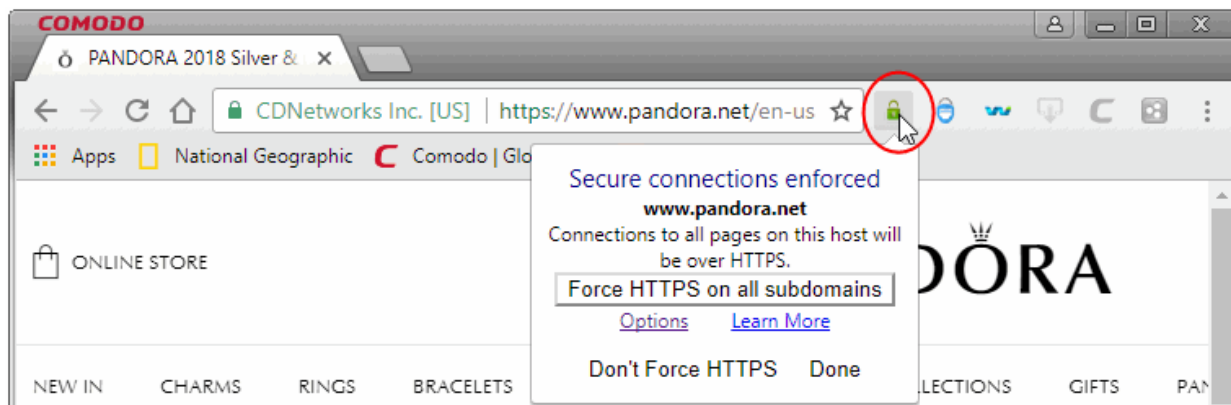 COMODO
PANDORA 2018 Silver &
CDNetworks Inc. [US] | https://www.pandora.net/en-us
Apps National Geographic Comodo | Glo
Secure connections enforced
www.pandora.net
Connections to all pages on this host will
be over HTTPS.
Force HTTPS on all subdomains
Options Learn More
Don't Force HTTPS Done
ONLINE STORE
DORA
NEW IN CHARMS RINGS BRACELETS LLECTIONS GIFTS PAN